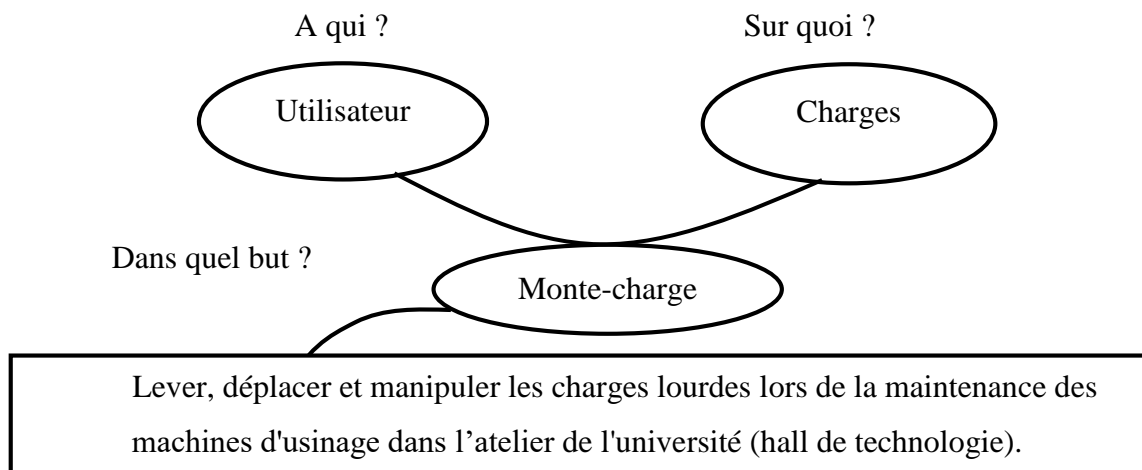 A qui ?
Sur quoi ?
Utilisateur
Charges
Dans quel but ?
Monte-charge
Lever, déplacer et manipuler les charges lourdes lors de la maintenance des
machines d'usinage dans l’atelier de l'université (hall de technologie).